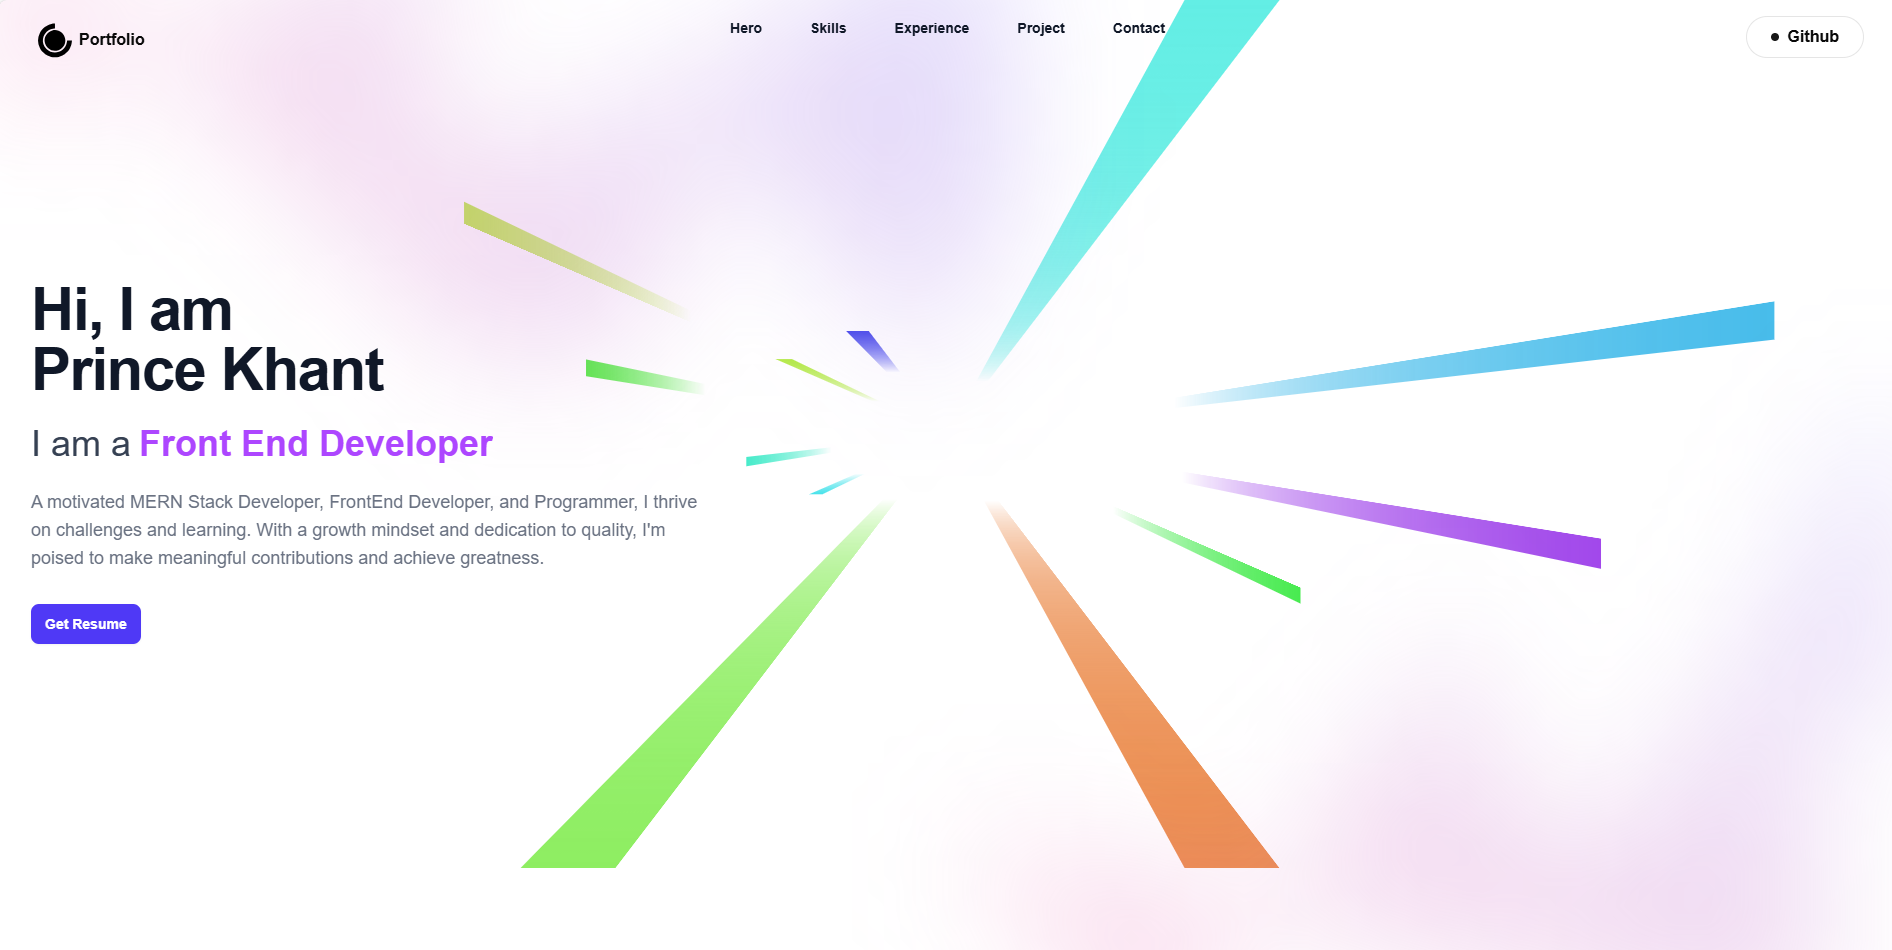 Portfolio
Hero Skills Experience Project Contact
Github
Hi, I am
Prince Khant
I am a Front End Developer
A motivated MERN Stack Developer, FrontEnd Developer, and Programmer, I thrive
on challenges and learning. With a growth mindset and dedication to quality, I'm
poised to make meaningful contributions and achieve greatness.
Get Resume